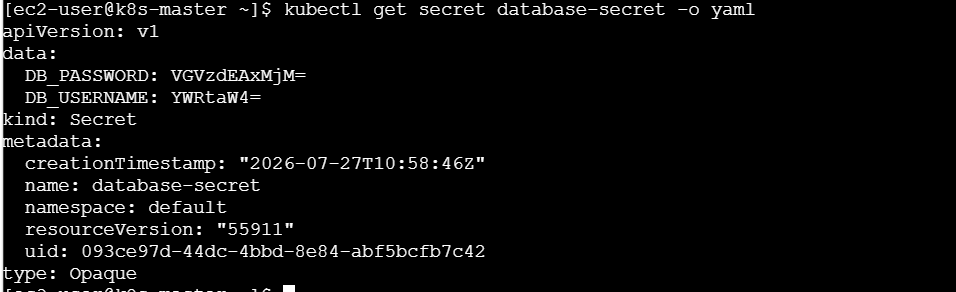 [ec2-user@k8s-master ~]$ kubectl get secret database-secret -o yaml
apiVersion: v1
data:
  DB_PASSWORD: VGVzdEAxMjM=
  DB_USERNAME: YWRtaW4=
kind: Secret
metadata:
  creationTimestamp: "2026-07-27T10:58:46Z"
  name: database-secret
  namespace: default
  resourceVersion: "55911"
  uid: 093ce97d-44dc-4bbd-8e84-abf5bcfb7c42
type: Opaque
[ec2-user@k8s-master ~]$